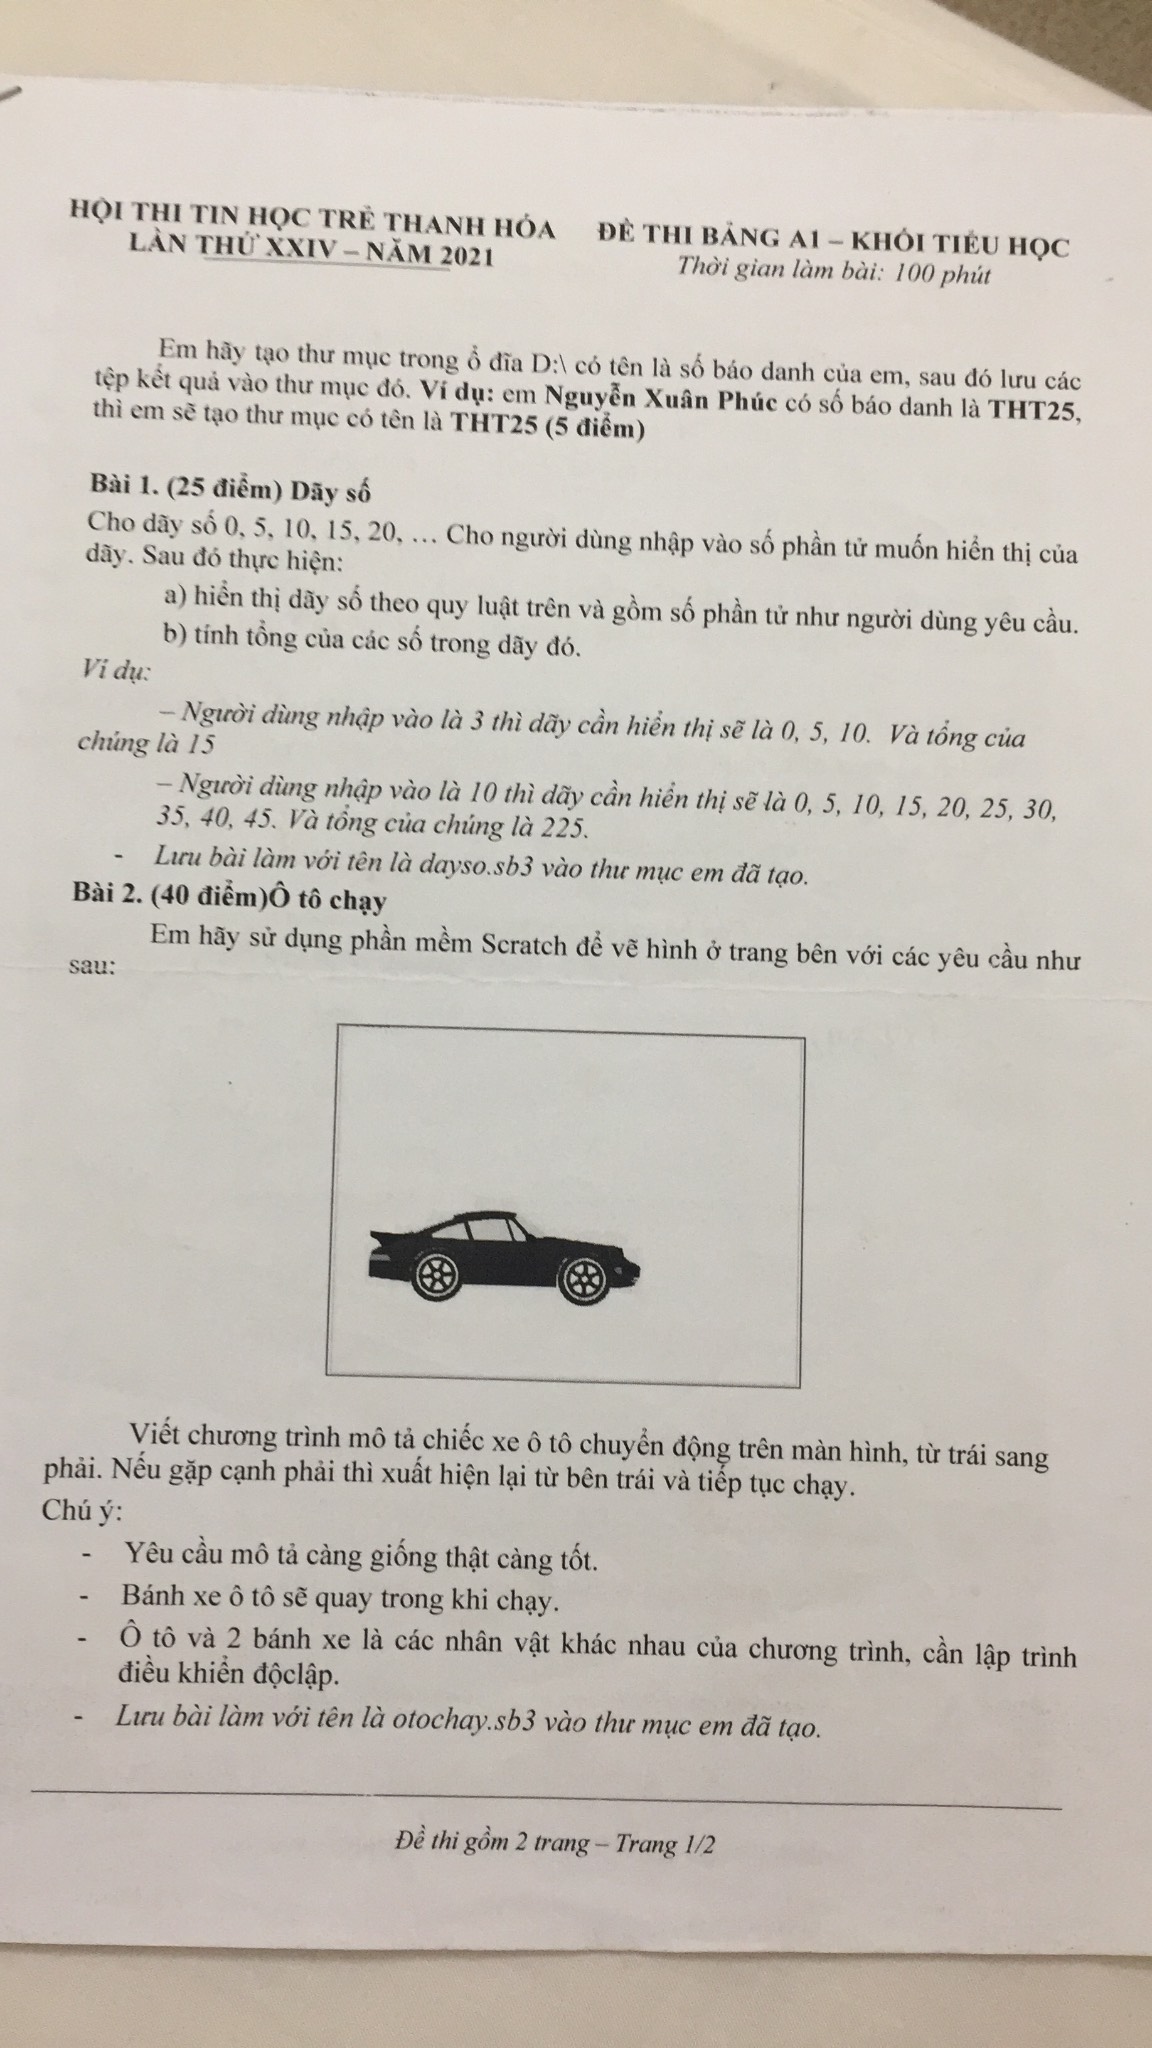 HỘI THI TIN HỌC TRẺ THANH HÓA
LẦN THỨ XXIV – NĂM 2021
ĐỀ THI BẢNG A1 – KHỐI TIỂU HỌC
Thời gian làm bài: 100 phút
Em hãy tạo thư mục trong ổ đĩa D:\ có tên là số báo danh của em, sau đó lưu các
tệp kết quả vào thư mục đó. Ví dụ: em Nguyễn Xuân Phúc có số báo danh là THT25,
thì em sẽ tạo thư mục có tên là THT25 (5 điểm)
Bài 1. (25 điểm) Dãy số
Cho dãy số 0, 5, 10, 15, 20, … Cho người dùng nhập vào số phần tử muốn hiển thị của
dãy. Sau đó thực hiện:
a) hiển thị dãy số theo quy luật trên và gồm số phần tử như người dùng yêu cầu.
b) tính tổng của các số trong dãy đó.
Ví dụ:
– Người dùng nhập vào là 3 thì dãy cần hiển thị sẽ là 0, 5, 10. Và tổng của
chúng là 15
– Người dùng nhập vào là 10 thì dãy cần hiển thị sẽ là 0, 5, 10, 15, 20, 25, 30,
35, 40, 45. Và tổng của chúng là 225.
- Lưu bài làm với tên là dayso.sb3 vào thư mục em đã tạo.
Bài 2. (40 điểm)Ô tô chạy
Em hãy sử dụng phần mềm Scratch để vẽ hình ở trang bên với các yêu cầu như
sau:
Viết chương trình mô tả chiếc xe ô tô chuyển động trên màn hình, từ trái sang
phải. Nếu gặp cạnh phải thì xuất hiện lại từ bên trái và tiếp tục chạy.
Chú ý:
- Yêu cầu mô tả càng giống thật càng tốt.
- Bánh xe ô tô sẽ quay trong khi chạy.
- Ô tô và 2 bánh xe là các nhân vật khác nhau của chương trình, cần lập trình
điều khiển độclập.
- Lưu bài làm với tên là otochay.sb3 vào thư mục em đã tạo.
Đề thi gồm 2 trang – Trang 1/2